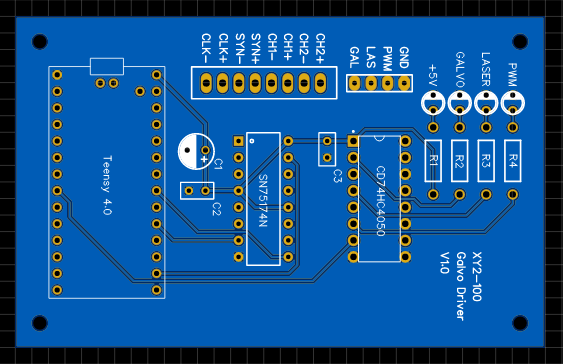 CLK-
CLK+
SYN-
SYN+
CH1-
CH1+
CH2-
CH2+
GAL
LAS
PWM
GND
+5V
GALVO
LASER
PWM
Teensy 4.0
+
C1
C2
SN75174N
C3
CD74HC4050
R1
R2
R3
R4
XY2-100
Galvo Driver
V1.0